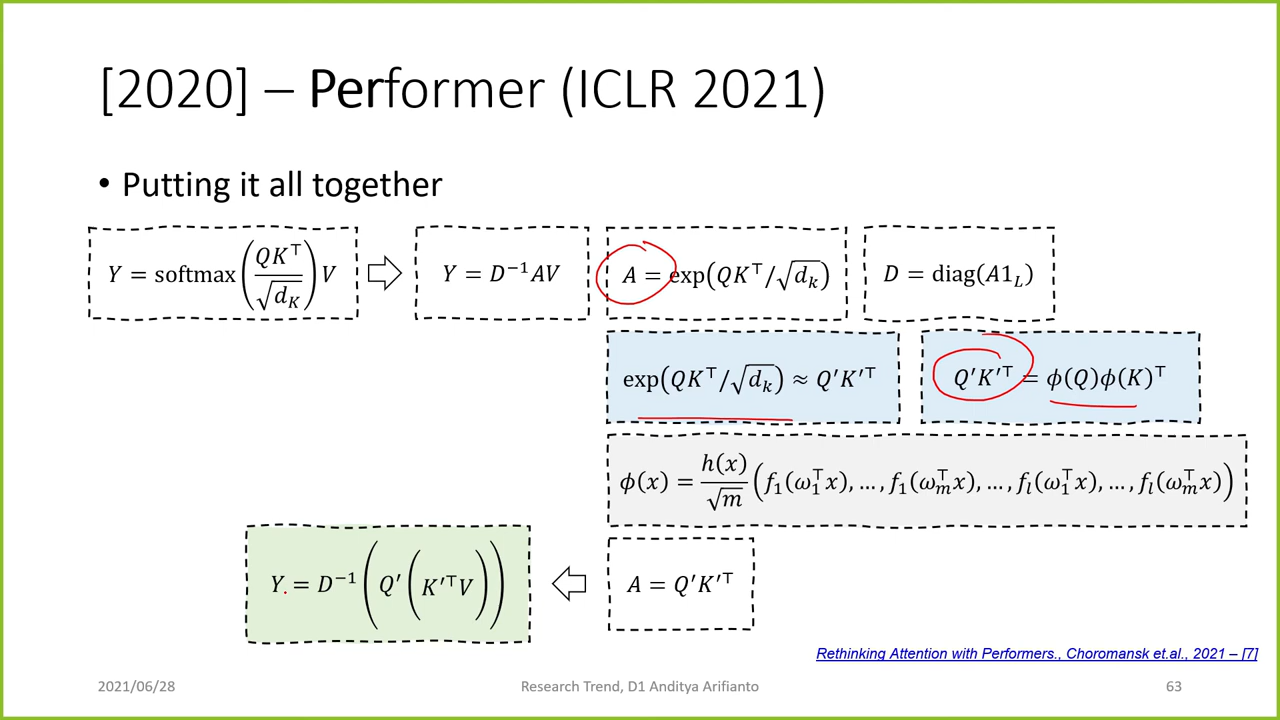 [2020] – Performer (ICLR 2021)
• Putting it all together
Y = softmax(QK⊤/√d_K)V ⇨ Y = D⁻¹AV A = exp(QK⊤/√d_k) D = diag(A1_L)
exp(QK⊤/√d_k) ≈ Q′K′⊤ Q′K′⊤ = ϕ(Q)ϕ(K)⊤
ϕ(x) = h(x)/√m (f₁(ω₁⊤x), …, f₁(ω_m⊤x), …, f_l(ω₁⊤x), …, f_l(ω_m⊤x))
Y = D⁻¹(Q′(K′⊤V)) ⇦ A = Q′K′⊤
Rethinking Attention with Performers., Choromansk et.al., 2021 – [7]
2021/06/28 Research Trend, D1 Anditya Arifianto 63